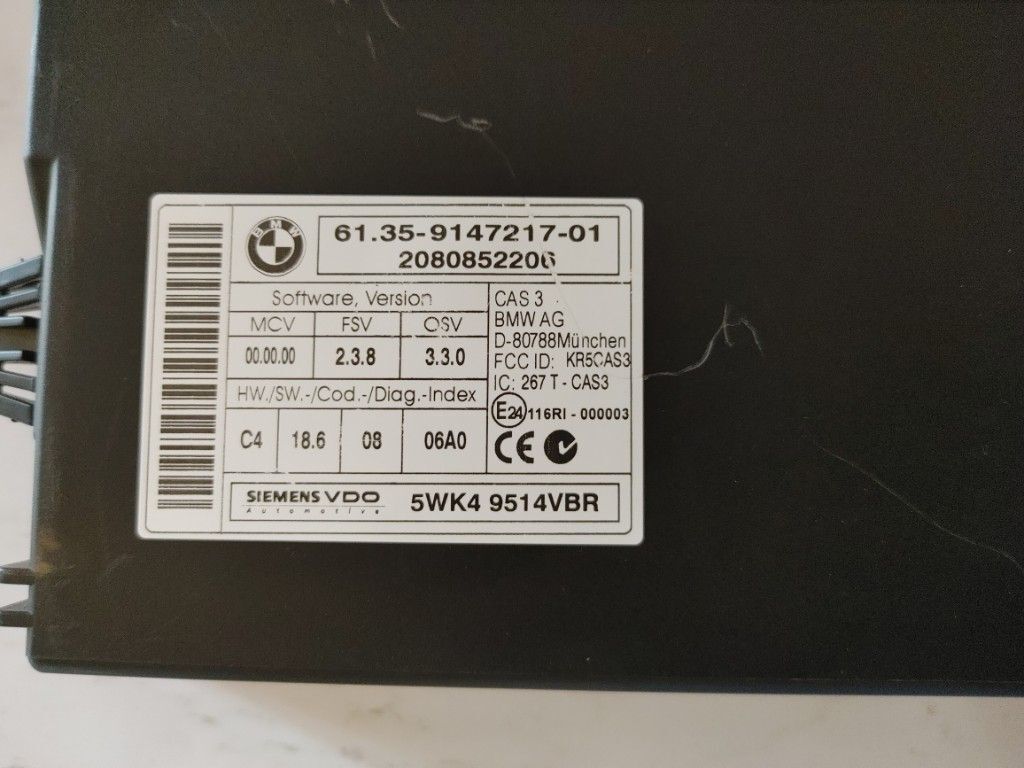 BMW
61.35-9147217-01
2080852206
Software, Version
MCV FSV OSV
00.00.00 2.3.8 3.3.0
HW./SW.-/Cod.-/Diag.-Index
C4 18.6 08 06A0
CAS 3
BMW AG
D-80788München
FCC ID: KR5CAS3
IC: 267 T - CAS3
E24 116RI - 000003
CE
SIEMENS VDO
Automotive
5WK4 9514VBR